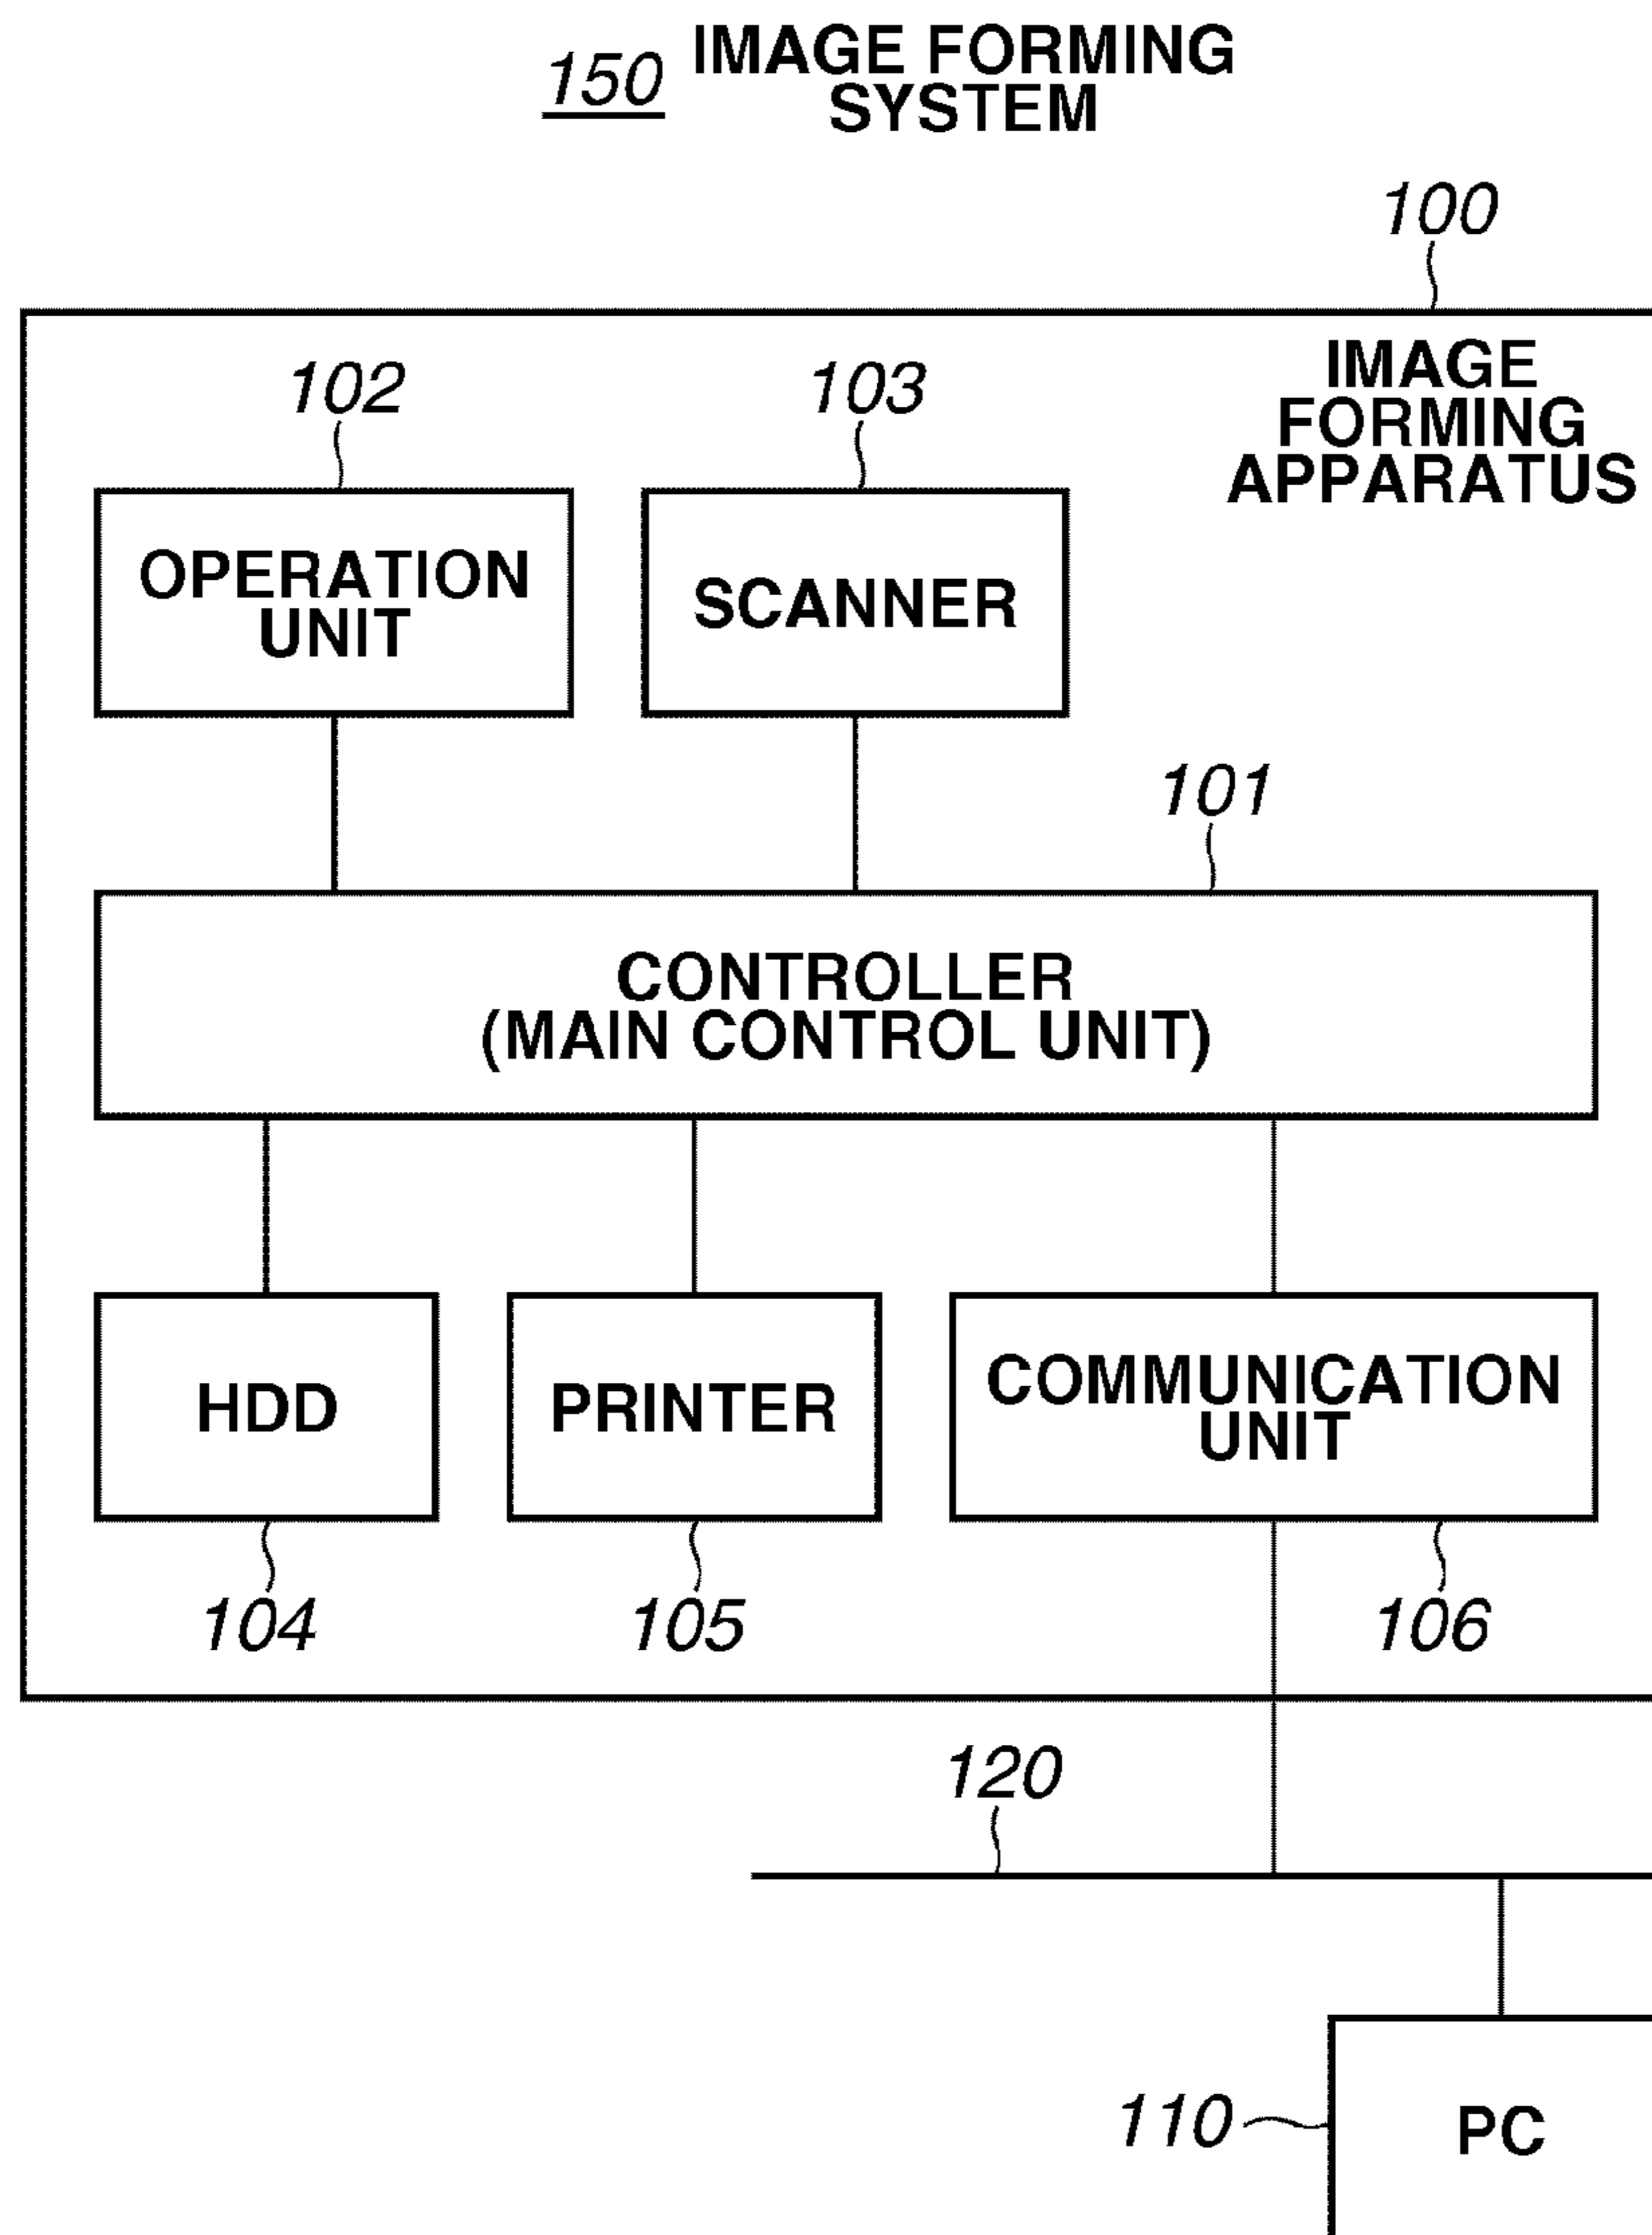 150
IMAGE FORMING
SYSTEM
100
IMAGE
FORMING
APPARATUS
102
103
OPERATION
UNIT
SCANNER
101
CONTROLLER
(MAIN CONTROL UNIT)
HDD
PRINTER
COMMUNICATION
UNIT
104
105
106
120
110
PC